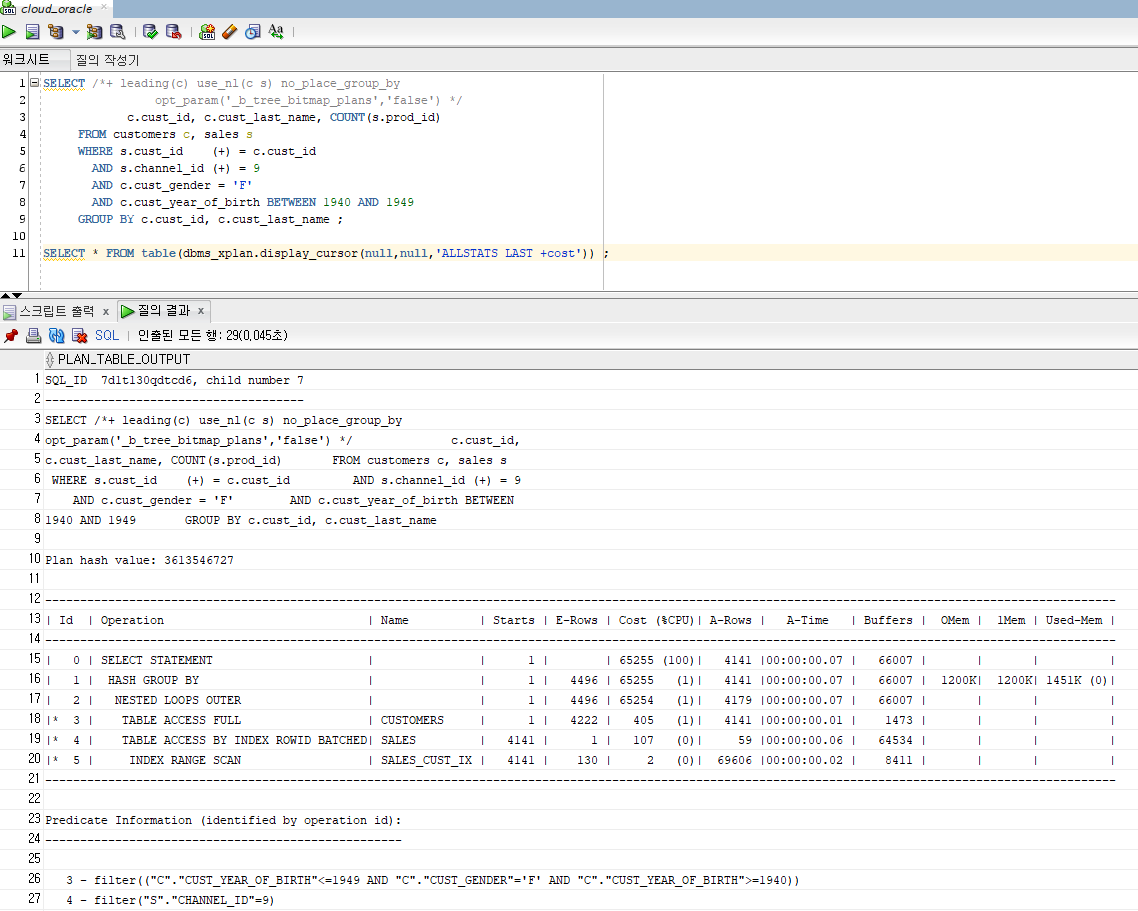 cloud_oracle
워크시트 질의 작성기
1 SELECT /*+ leading(c) use_nl(c s) no_place_group_by
2 opt_param('_b_tree_bitmap_plans','false') */
3 c.cust_id, c.cust_last_name, COUNT(s.prod_id)
4 FROM customers c, sales s
5 WHERE s.cust_id (+) = c.cust_id
6 AND s.channel_id (+) = 9
7 AND c.cust_gender = 'F'
8 AND c.cust_year_of_birth BETWEEN 1940 AND 1949
9 GROUP BY c.cust_id, c.cust_last_name ;
10
11 SELECT * FROM table(dbms_xplan.display_cursor(null,null,'ALLSTATS LAST +cost')) ;
스크립트 출력 x 질의 결과 x
SQL | 인출된 모든 행: 29(0,045초)
PLAN_TABLE_OUTPUT
1 SQL_ID 7d1t130qdtcd6, child number 7
2 -------------------------------------
3 SELECT /*+ leading(c) use_nl(c s) no_place_group_by
4 opt_param('_b_tree_bitmap_plans','false') */ c.cust_id,
5 c.cust_last_name, COUNT(s.prod_id) FROM customers c, sales s
6 WHERE s.cust_id (+) = c.cust_id AND s.channel_id (+) = 9
7 AND c.cust_gender = 'F' AND c.cust_year_of_birth BETWEEN
8 1940 AND 1949 GROUP BY c.cust_id, c.cust_last_name
9
10 Plan hash value: 3613546727
11
12 ---------------------------------------------------------------------------------------------------------------------------------------------------------
13 | Id | Operation | Name | Starts | E-Rows | Cost (%CPU)| A-Rows | A-Time | Buffers | OMem | 1Mem | Used-Mem |
14 ---------------------------------------------------------------------------------------------------------------------------------------------------------
15 | 0 | SELECT STATEMENT | | 1 | | 65255 (100)| 4141 |00:00:00.07 | 66007 | | | |
16 | 1 | HASH GROUP BY | | 1 | 4496 | 65255 (1)| 4141 |00:00:00.07 | 66007 | 1200K| 1200K| 1451K (0)|
17 | 2 | NESTED LOOPS OUTER | | 1 | 4496 | 65254 (1)| 4179 |00:00:00.07 | 66007 | | | |
18 |* 3 | TABLE ACCESS FULL | CUSTOMERS | 1 | 4222 | 405 (1)| 4141 |00:00:00.01 | 1473 | | | |
19 |* 4 | TABLE ACCESS BY INDEX ROWID BATCHED| SALES | 4141 | 1 | 107 (0)| 59 |00:00:00.06 | 64534 | | | |
20 |* 5 | INDEX RANGE SCAN | SALES_CUST_IX | 4141 | 130 | 2 (0)| 69606 |00:00:00.02 | 8411 | | | |
21 ---------------------------------------------------------------------------------------------------------------------------------------------------------
22
23 Predicate Information (identified by operation id):
24 ---------------------------------------------------
25
26 3 - filter(("C"."CUST_YEAR_OF_BIRTH"<=1949 AND "C"."CUST_GENDER"='F' AND "C"."CUST_YEAR_OF_BIRTH">=1940))
27 4 - filter("S"."CHANNEL_ID"=9)